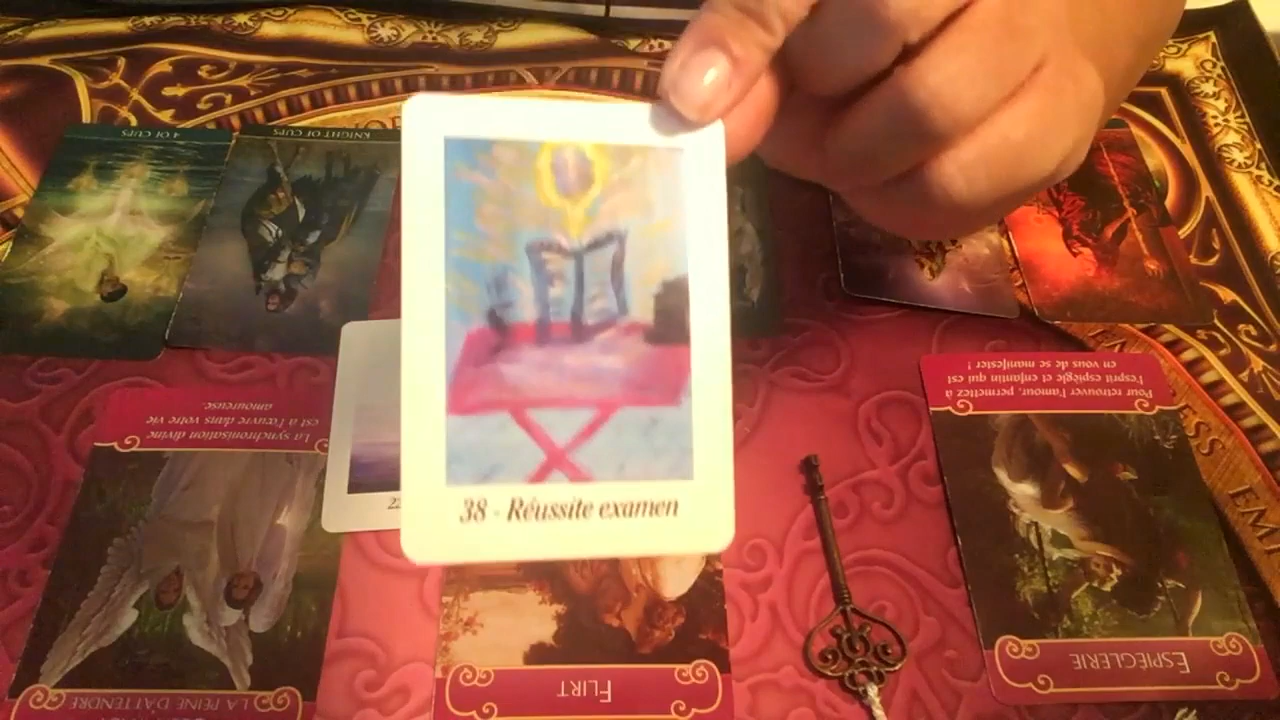 4 OF CUPS
KNIGHT OF CUPS
38 - Réussite examen
22
La synchronisation divine
est à l'œuvre dans votre vie
amoureuse.
Pour retrouver l'amour, permettez à
l'esprit espiègle et enfantin qui est
en vous de se manifester !
ESPIÈGLERIE
FLIRT
LA PEINE D'ATTENDRE